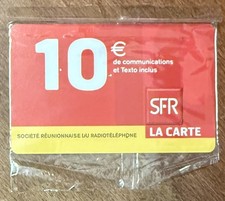 10 €
de communications
et Texto inclus
SFR
SOCIÉTÉ RÉUNIONNAISE DU RADIOTÉLÉPHONE
LA CARTE